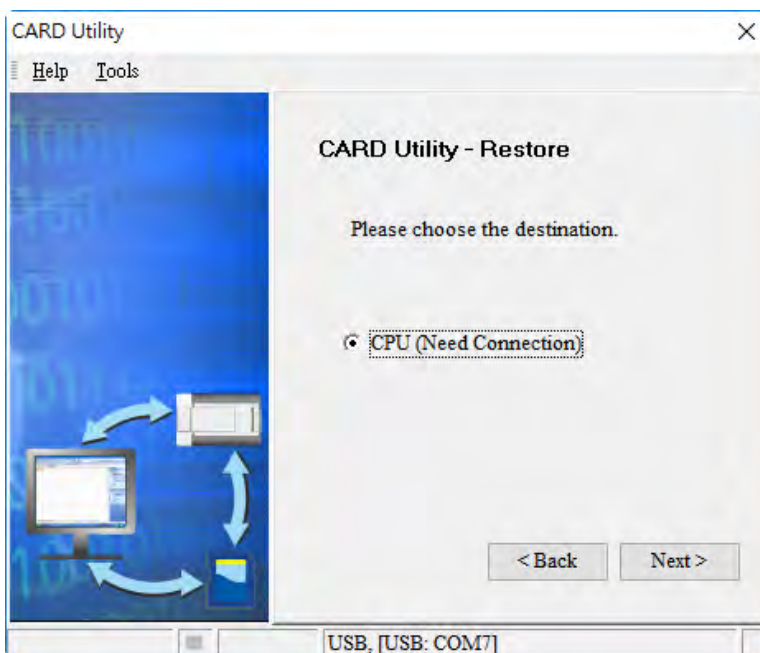 CARD Utility
Help Tools
CARD Utility - Restore
Please choose the destination.
CPU (Need Connection)
< Back Next >
USB, [USB: COM7]